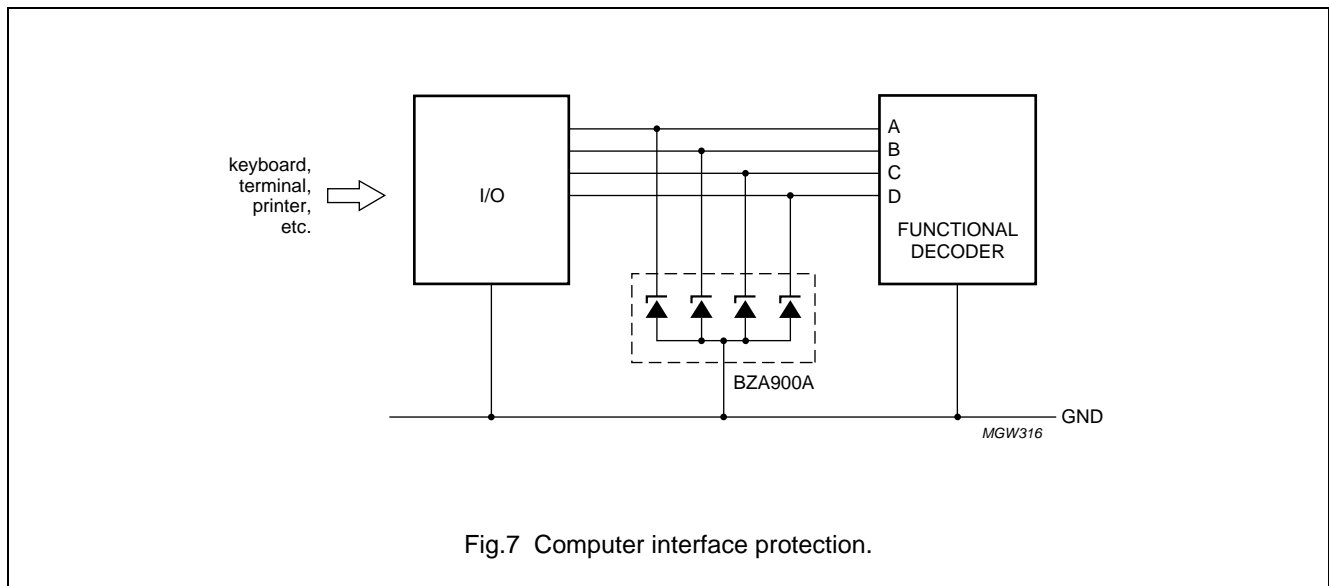 keyboard,
terminal,
printer,
etc.
I/O
A
B
C
D
FUNCTIONAL
DECODER
BZA900A
GND
MGW316
Fig.7 Computer interface protection.